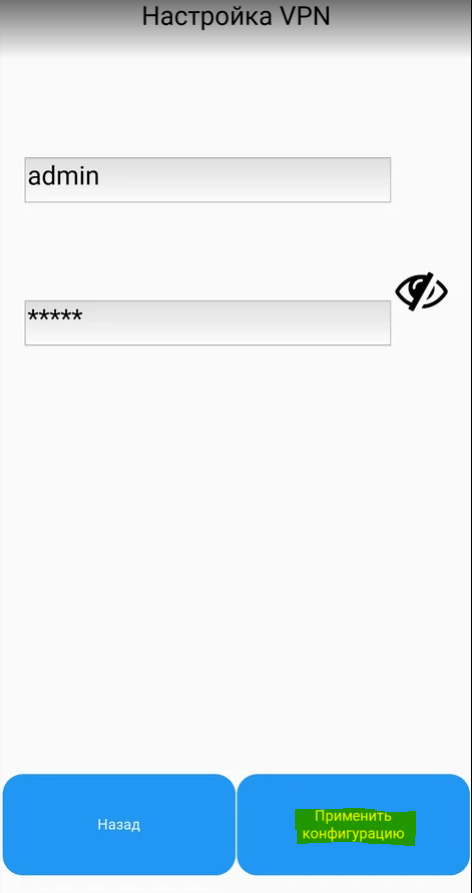 Настройка VPN
admin
*****
Назад
Применить
конфигурацию